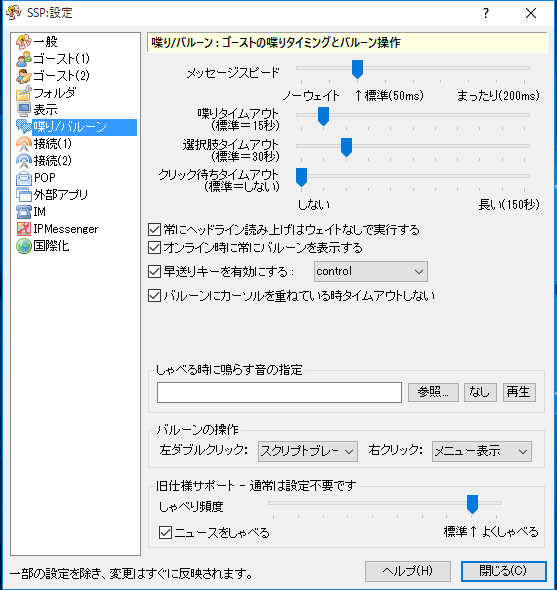 SSP:設定
一般
ゴースト(1)
ゴースト(2)
フォルダ
表示
喋り/バルーン
接続(1)
接続(2)
POP
外部アプリ
IM
IPMessenger
国際化
喋り/バルーン : ゴーストの喋りタイミングとバルーン操作
メッセージスピード
ノーウェイト ↑標準(50ms) まったり(200ms)
喋りタイムアウト
(標準=15秒)
選択肢タイムアウト
(標準=30秒)
クリック待ちタイムアウト
(標準=しない)
しない 長い(150秒)
常にヘッドライン読み上げはウェイトなしで実行する
オンライン時に常にバルーンを表示する
早送りキーを有効にする : control
バルーンにカーソルを重ねている時タイムアウトしない
しゃべる時に鳴らす音の指定
参照... なし 再生
バルーンの操作
左ダブルクリック: スクリプトブレー 右クリック: メニュー表示
旧仕様サポート - 通常は設定不要です
しゃべり頻度
標準↑ よくしゃべる
ニュースをしゃべる
一部の設定を除き、変更はすぐに反映されます。
ヘルプ(H) 閉じる(C)